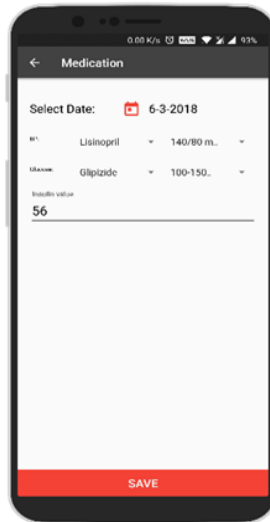 0.00 K/s 93%
Medication
Select Date: 6-3-2018
BP: Lisinopril 140/80 m..
Glucose: Glipizide 100-150..
Insulin value
56
SAVE